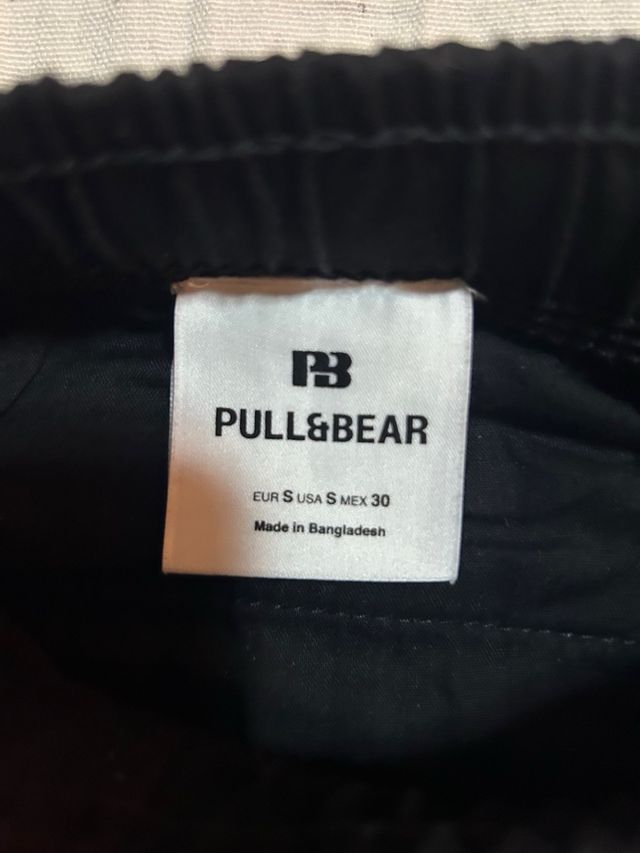 PB
PULL&BEAR
EUR S USA S MEX 30
Made in Bangladesh